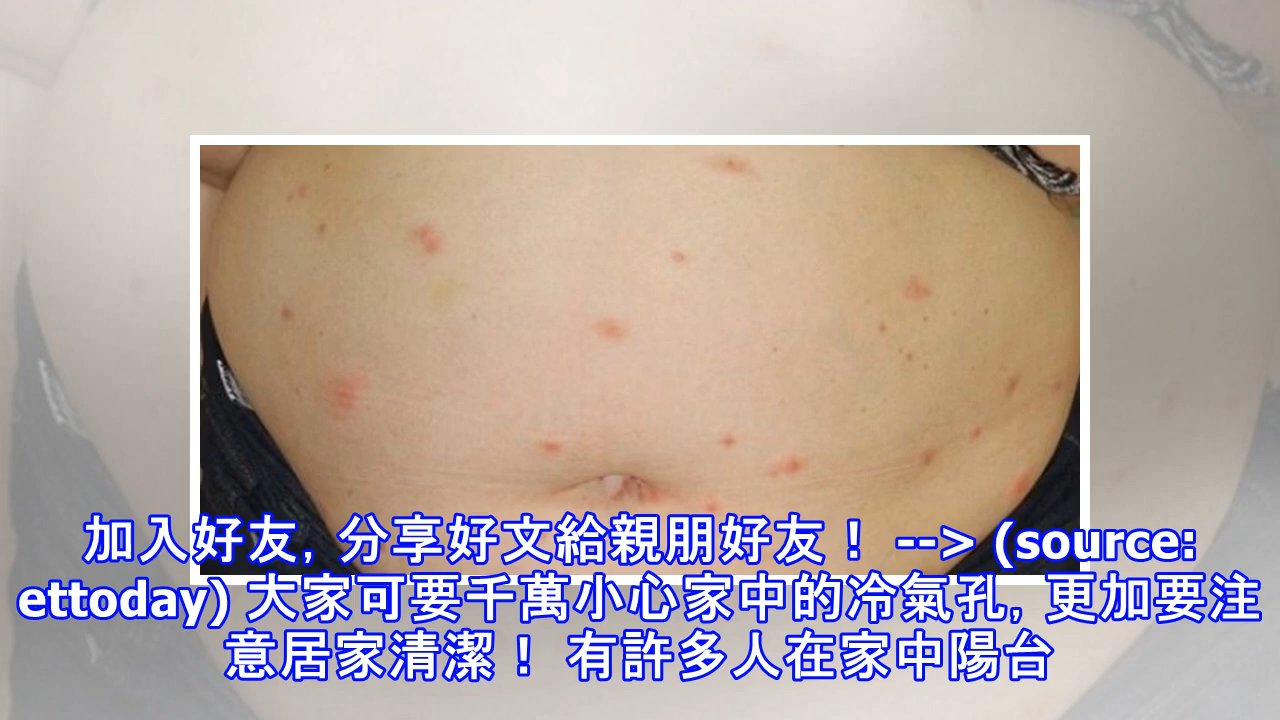 加入好友, 分享好文給親朋好友！ --> (source:
ettoday) 大家可要千萬小心家中的冷氣孔, 更加要注
意居家清潔！ 有許多人在家中陽台